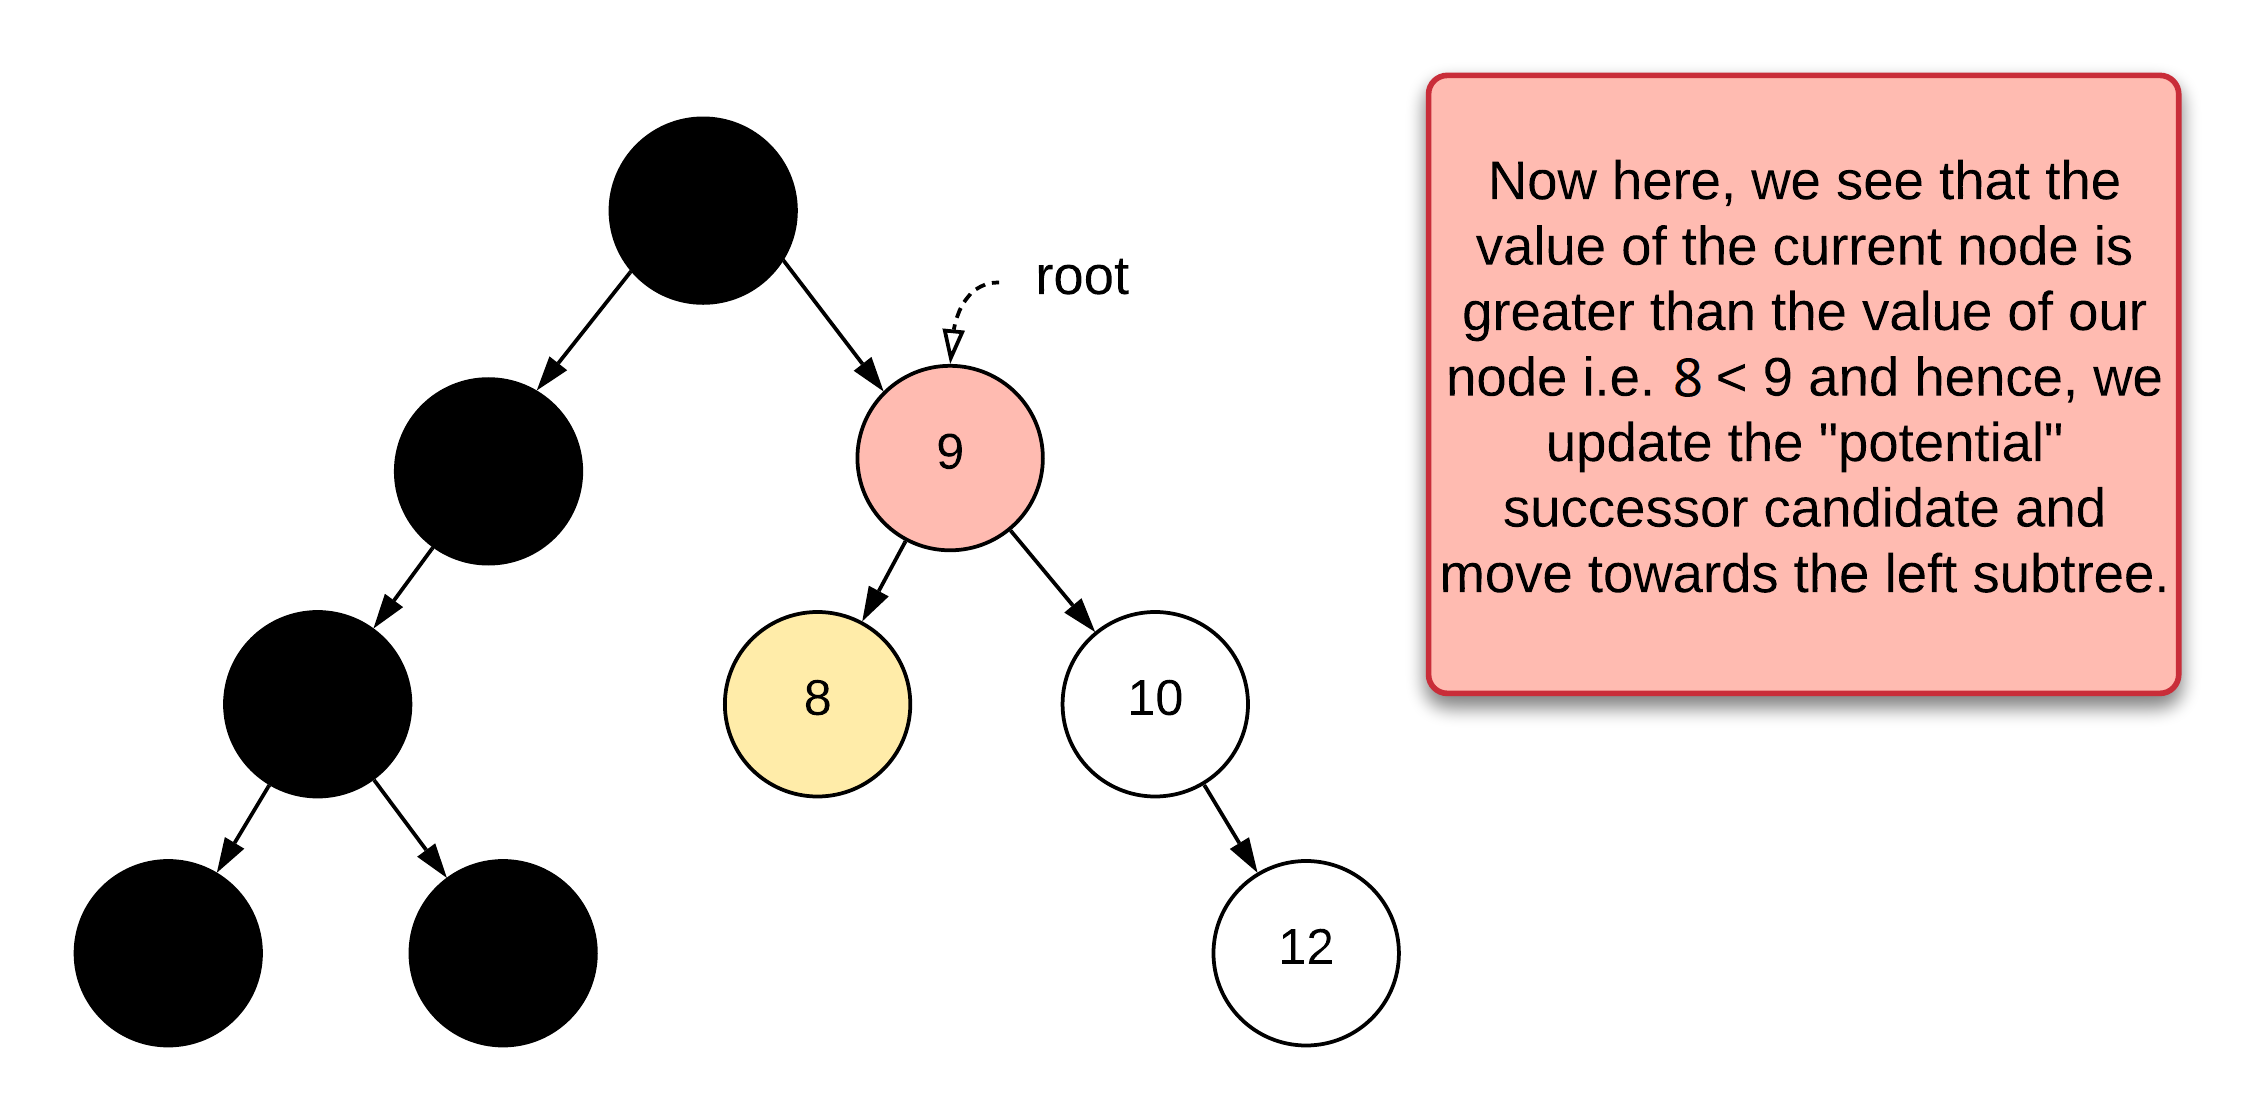 root
9
8
10
12
Now here, we see that the
value of the current node is
greater than the value of our
node i.e. 8 < 9 and hence, we
update the "potential"
successor candidate and
move towards the left subtree.